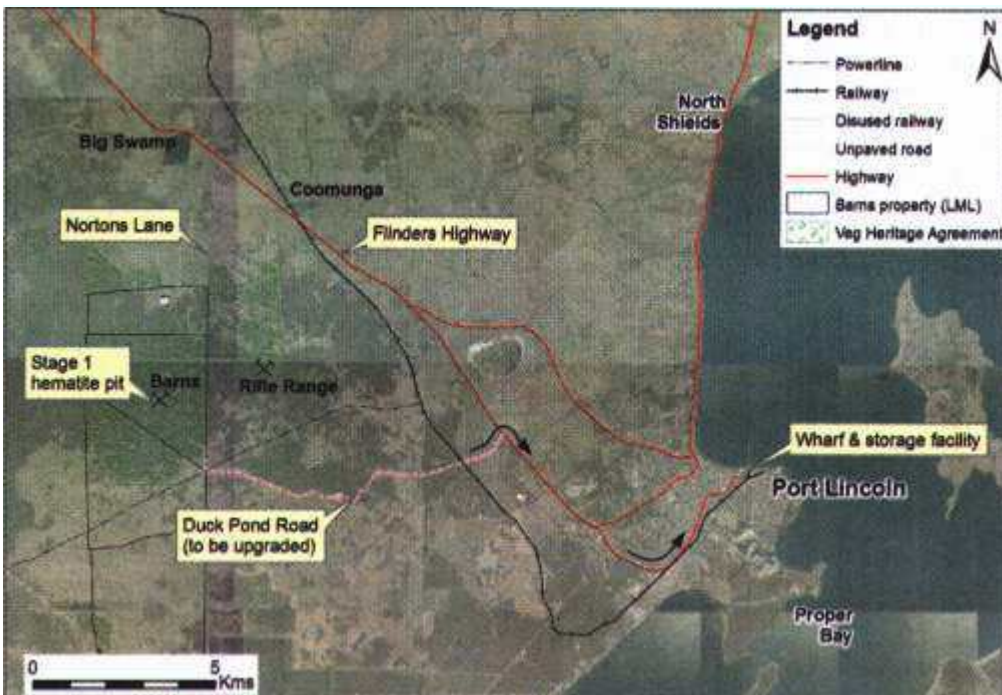 Legend
N
Powerline
Railway
Disused railway
Unpaved road
Highway
Barns property (LML)
Veg Heritage Agreement
North
Shields
Big Swamp
Coomunga
Nortons Lane
Flinders Highway
Stage 1
hematite pit
Barns
Rifle Range
Wharf & storage facility
Port Lincoln
Duck Pond Road
(to be upgraded)
Proper
Bay
0 5
Kms